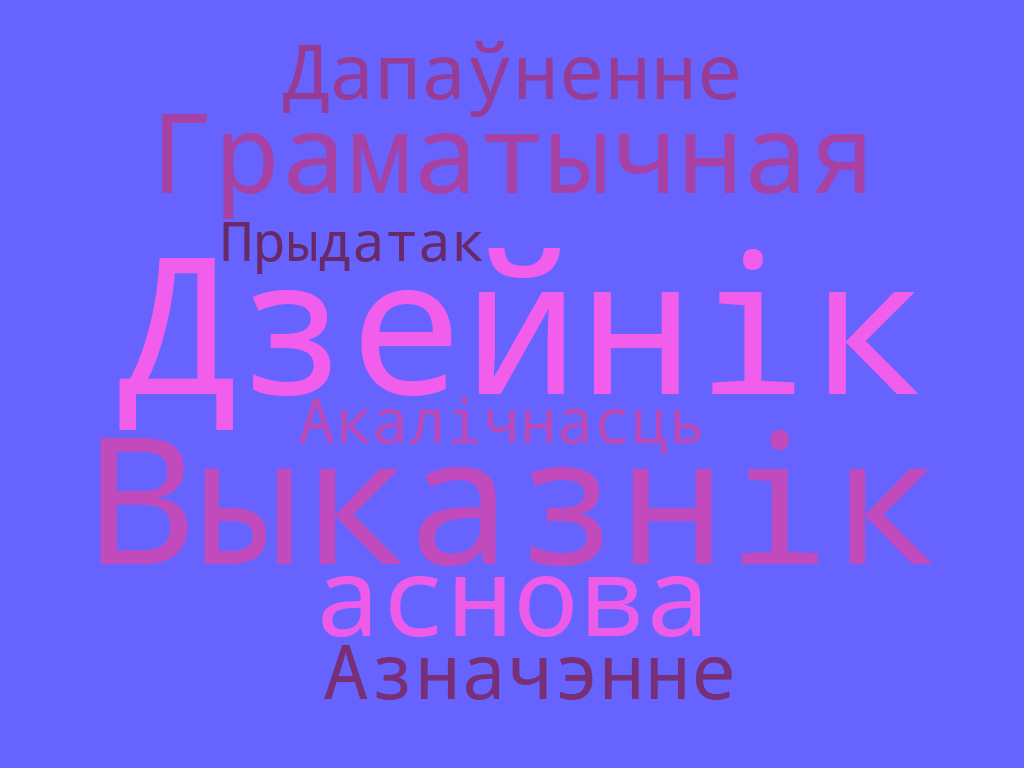 Дапаўненне
Граматычная
Прыдатак
Дзейнік
Акалічнасць
Выказнік
аснова
Азначэнне